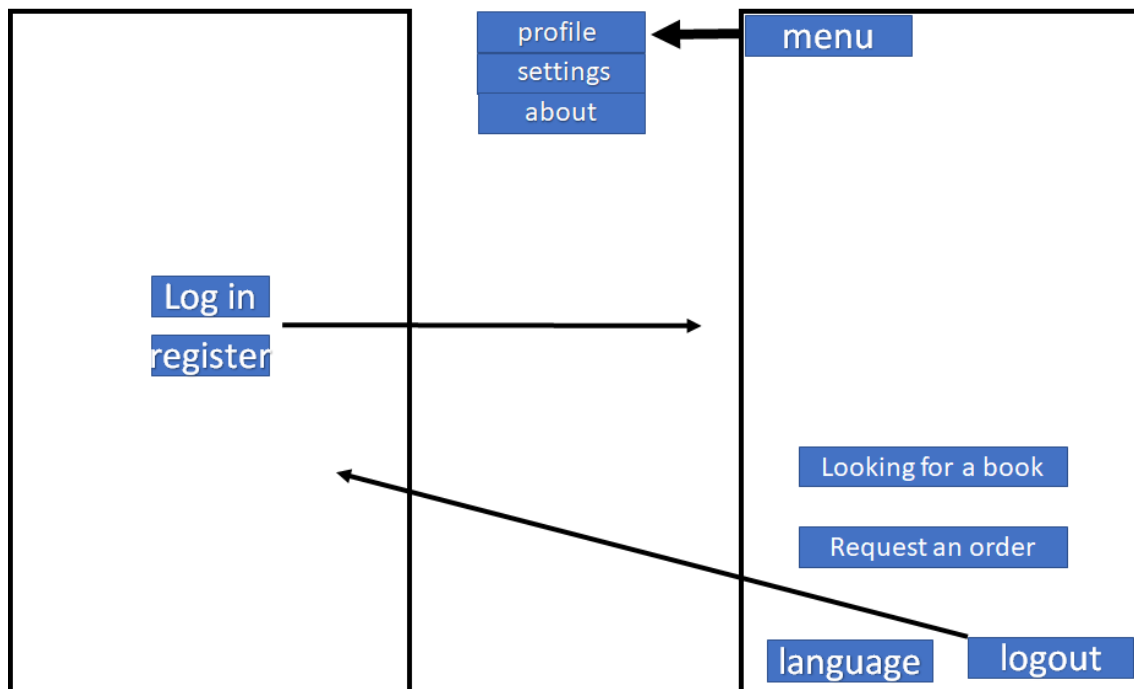 profile
menu
settings
about
Log in
register
Looking for a book
Request an order
language
logout